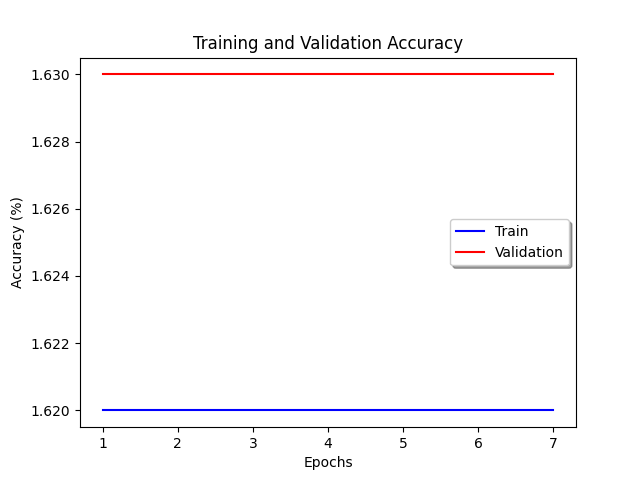 Training and Validation Accuracy
1.630
1.628
1.626
1.624
1.622
1.620
Accuracy (%)
Train
Validation
1 2 3 4 5 6 7
Epochs